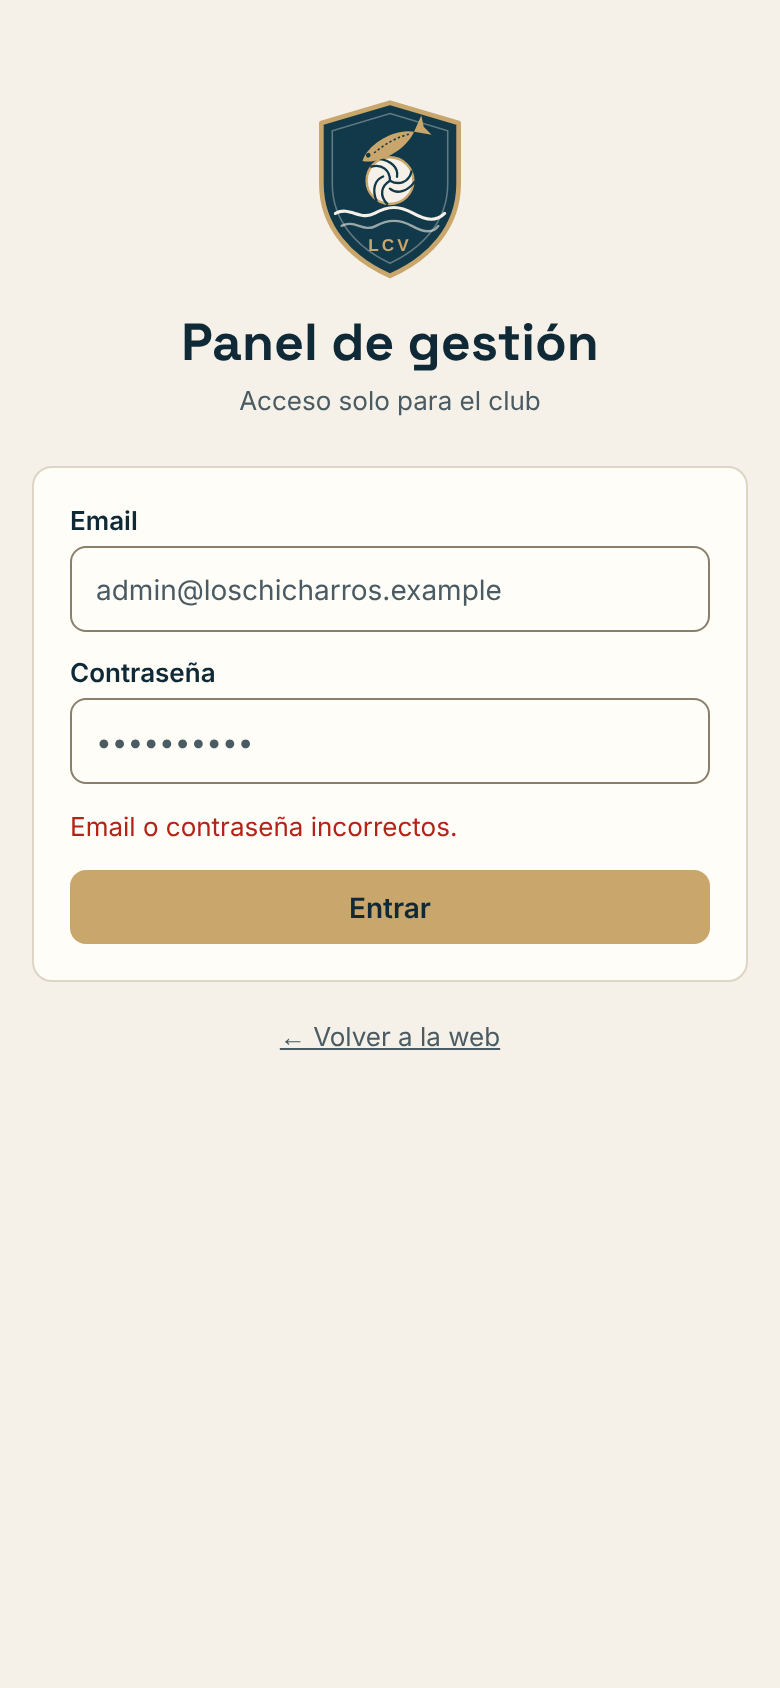 LCV
Panel de gestión
Acceso solo para el club
Email
admin@loschicharros.example
Contraseña
••••••••••
Email o contraseña incorrectos.
Entrar
← Volver a la web